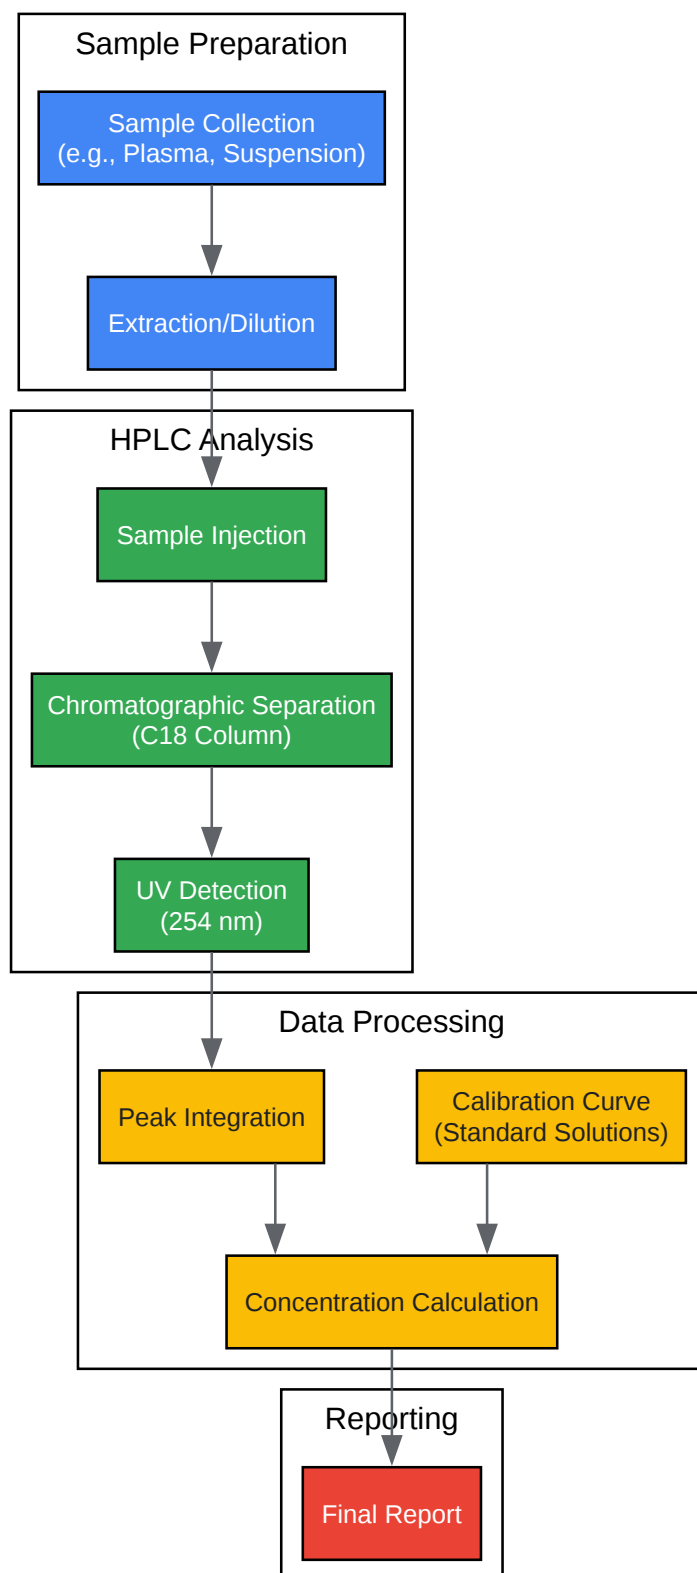 Sample Preparation
Sample Collection
(e.g., Plasma, Suspension)
Extraction/Dilution
HPLC Analysis
Sample Injection
Chromatographic Separation
(C18 Column)
UV Detection
(254 nm)
Data Processing
Peak Integration
Calibration Curve
(Standard Solutions)
Concentration Calculation
Reporting
Final Report